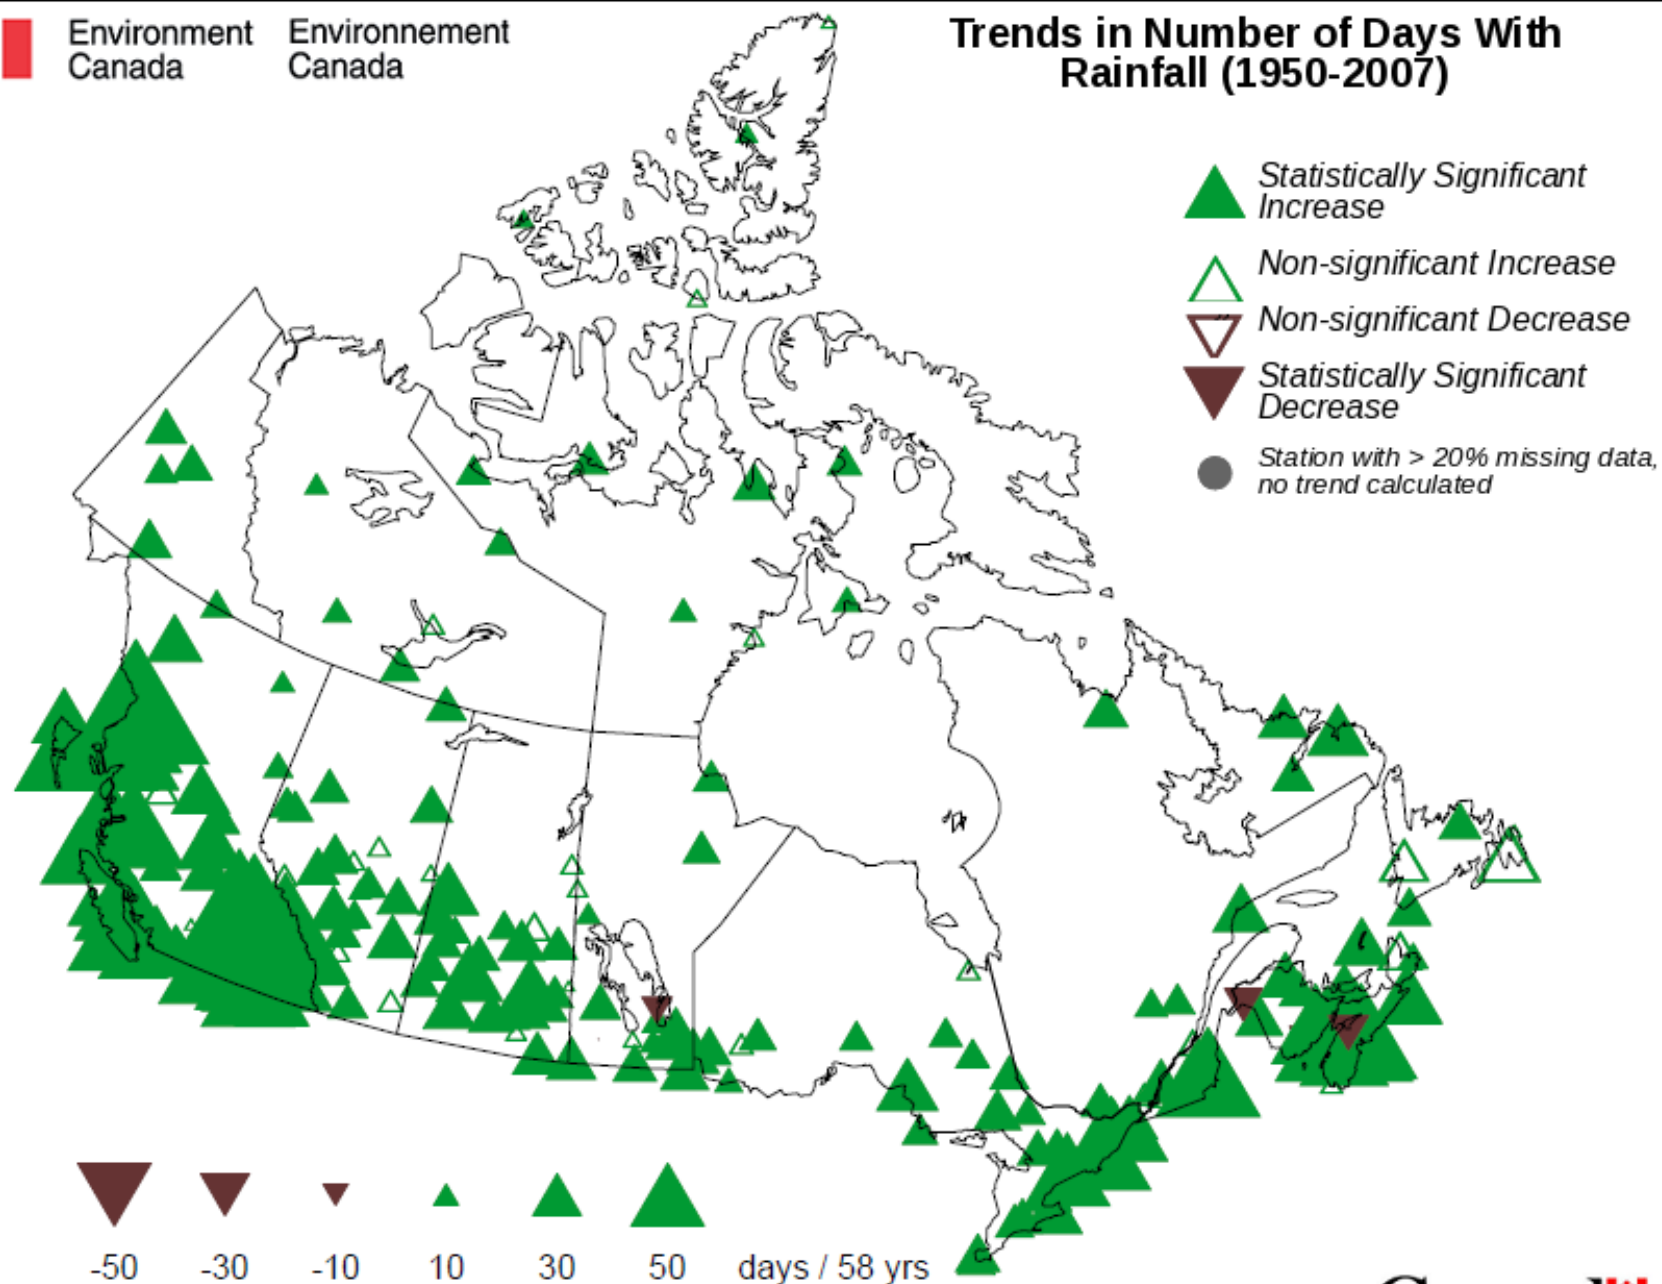 Environment Environnement
Canada Canada
Trends in Number of Days With
Rainfall (1950-2007)
Statistically Significant
Increase
Non-significant Increase
Non-significant Decrease
Statistically Significant
Decrease
Station with > 20% missing data,
no trend calculated
-50 -30 -10 10 30 50 days / 58 yrs